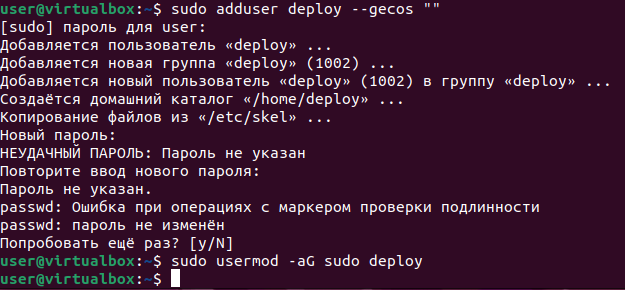 user@virtualbox:~$ sudo adduser deploy --gecos ""
[sudo] пароль для user:
Добавляется пользователь «deploy» ...
Добавляется новая группа «deploy» (1002) ...
Добавляется новый пользователь «deploy» (1002) в группу «deploy» ...
Создаётся домашний каталог «/home/deploy» ...
Копирование файлов из «/etc/skel» ...
Новый пароль:
НЕУДАЧНЫЙ ПАРОЛЬ: Пароль не указан
Повторите ввод нового пароля:
Пароль не указан.
passwd: Ошибка при операциях с маркером проверки подлинности
passwd: пароль не изменён
Попробовать ещё раз? [y/N]
user@virtualbox:~$ sudo usermod -aG sudo deploy
user@virtualbox:~$